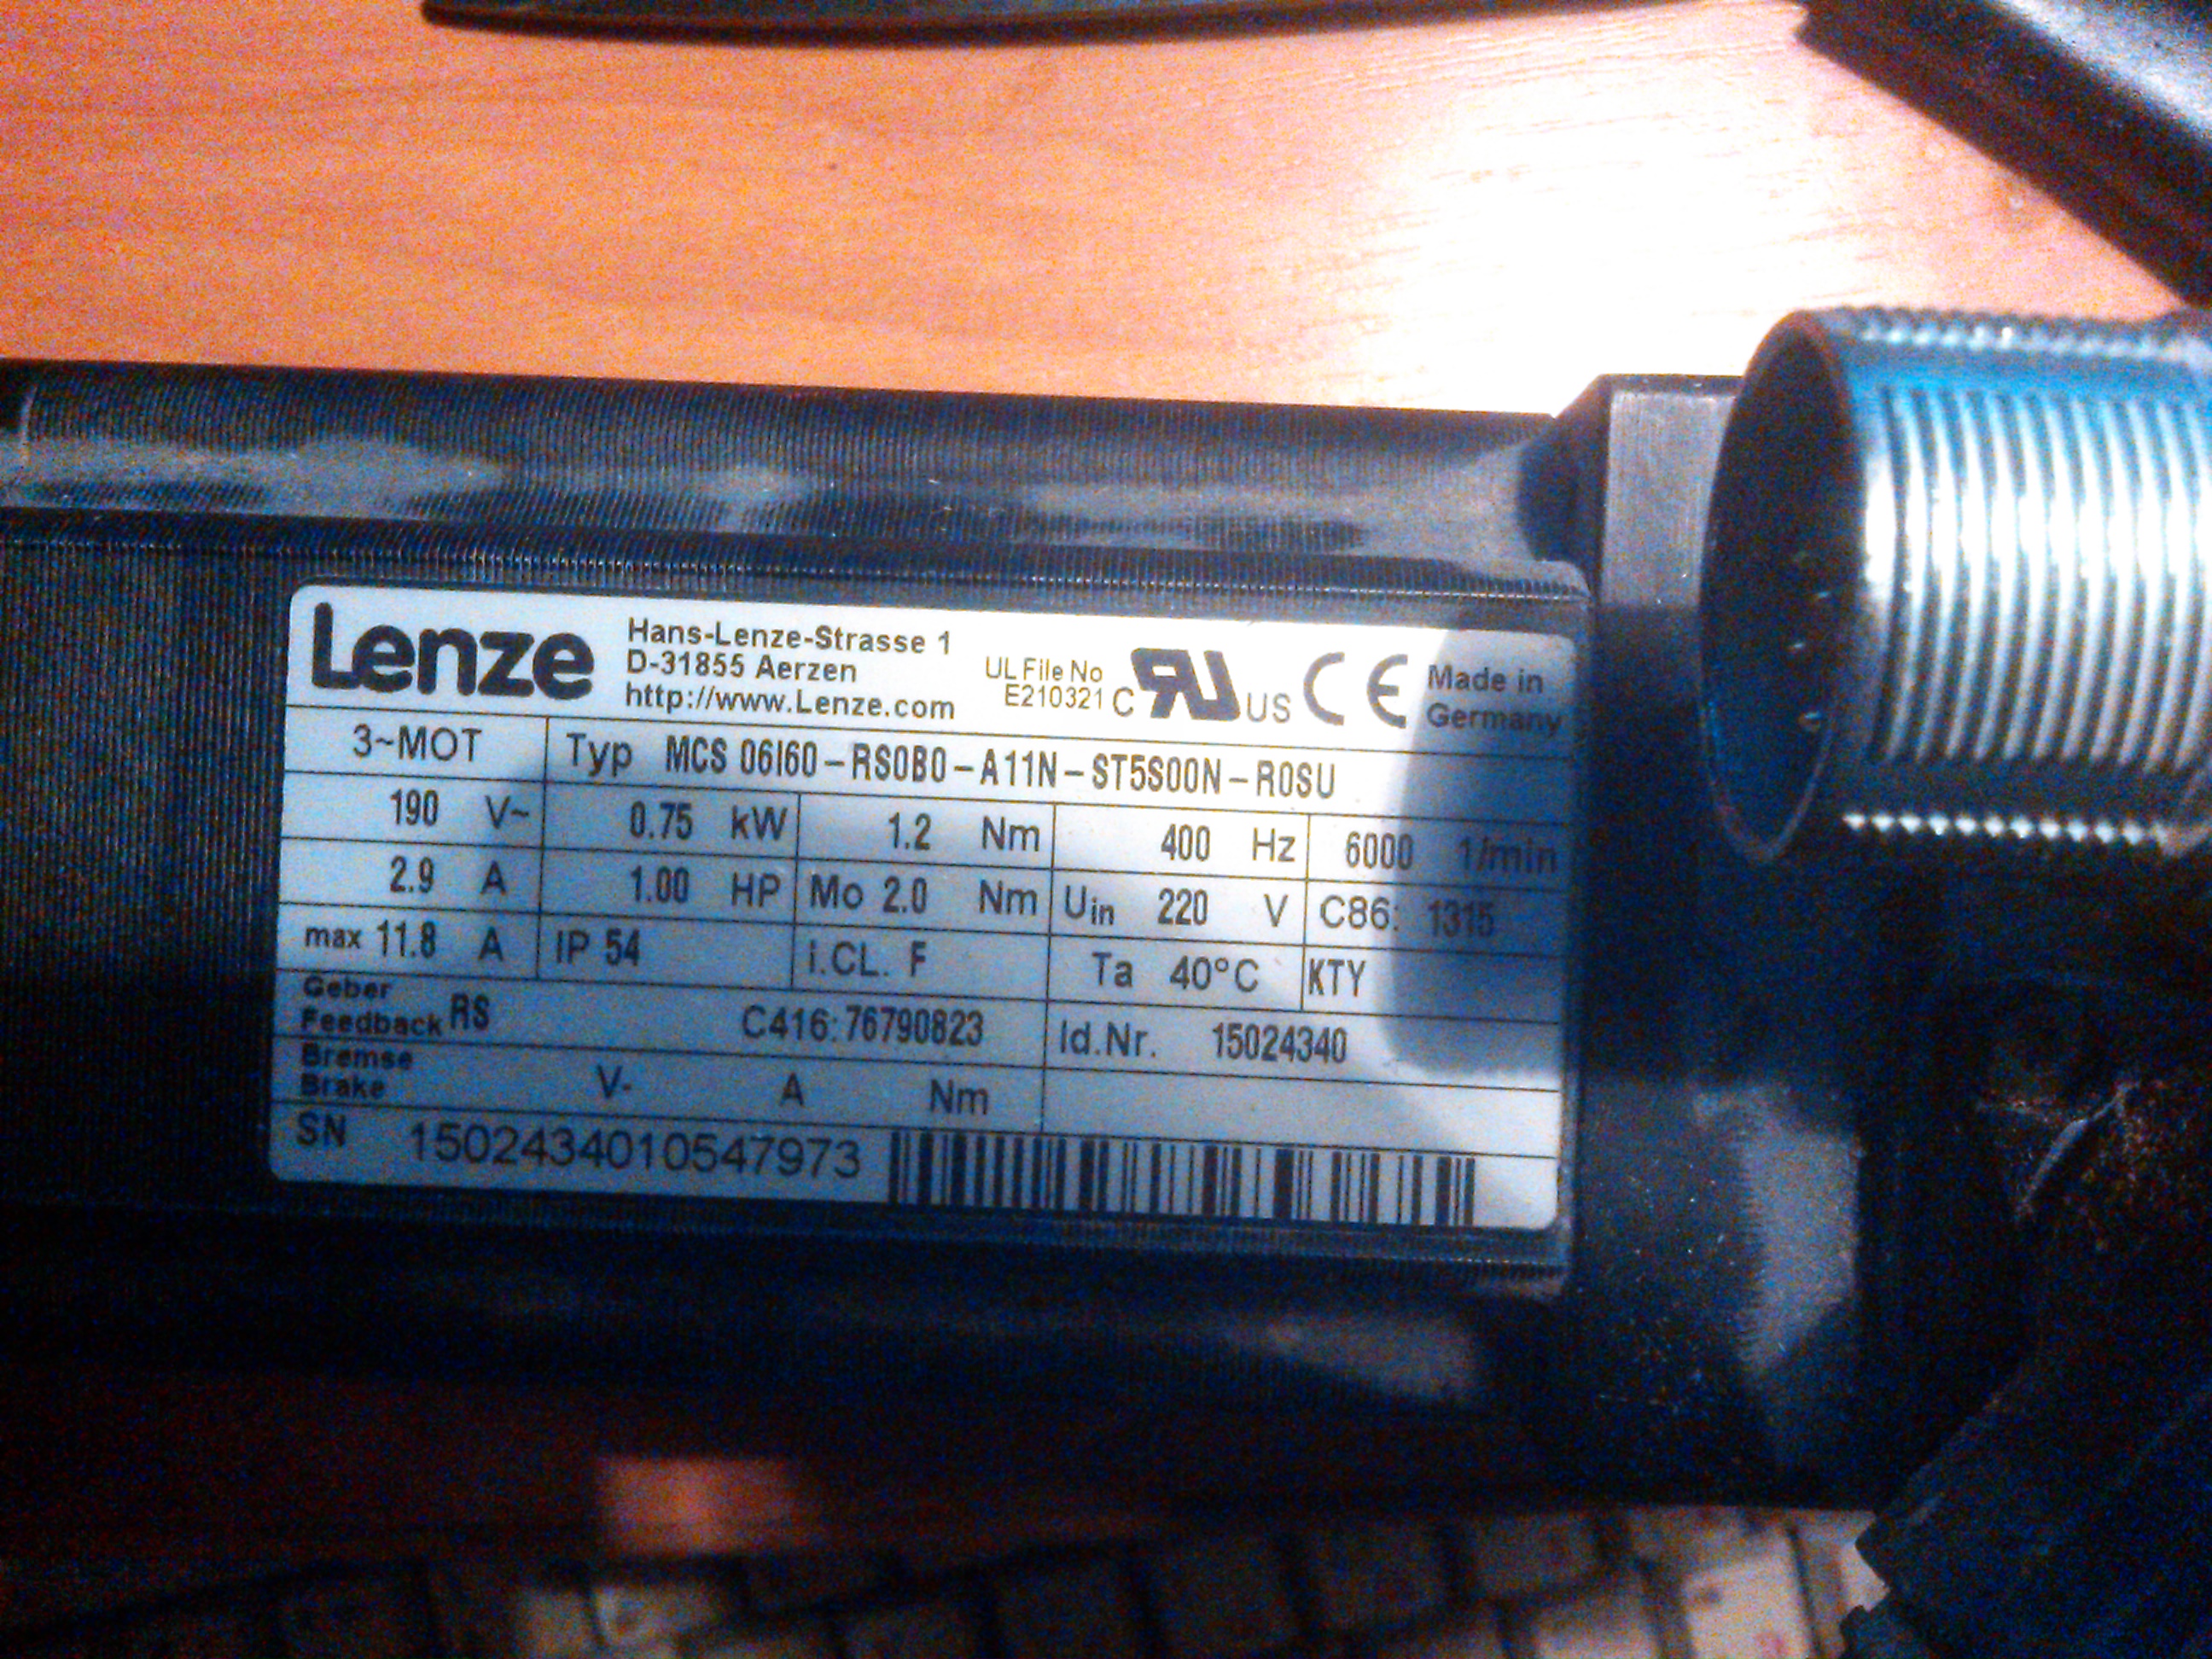 Lenze
Hans-Lenze-Strasse 1
D-31855 Aerzen
http://www.Lenze.com
UL File No
E210321
C RU US CE
Made in
Germany
3~MOT Typ MCS 06I60-RS0B0-A11N-ST5S00N-R0SU
190 V~ 0.75 kW 1.2 Nm 400 Hz 6000 1/min
2.9 A 1.00 HP Mo 2.0 Nm Uin 220 V C86: 1315
max 11.8 A IP 54 i.CL. F Ta 40°C KTY
Geber
Feedback RS C416: 76790823 Id.Nr. 15024340
Bremse
Brake V- A Nm
SN 1502434010547973